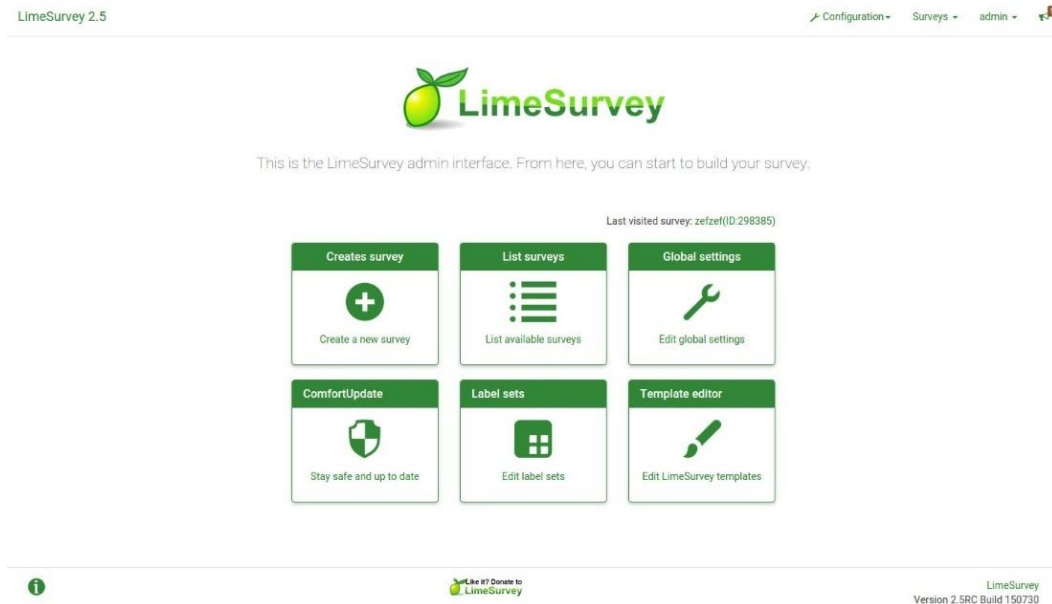 LimeSurvey 2.5
Configuration Surveys admin
LimeSurvey
This is the LimeSurvey admin interface. From here, you can start to build your survey.
Last visited survey: zefzef(ID:298385)
Creates survey List surveys Global settings
Create a new survey List available surveys Edit global settings
ComfortUpdate Label sets Template editor
Stay safe and up to date Edit label sets Edit LimeSurvey templates
Like it? Donate to
LimeSurvey
LimeSurvey
Version 2.5RC Build 150730